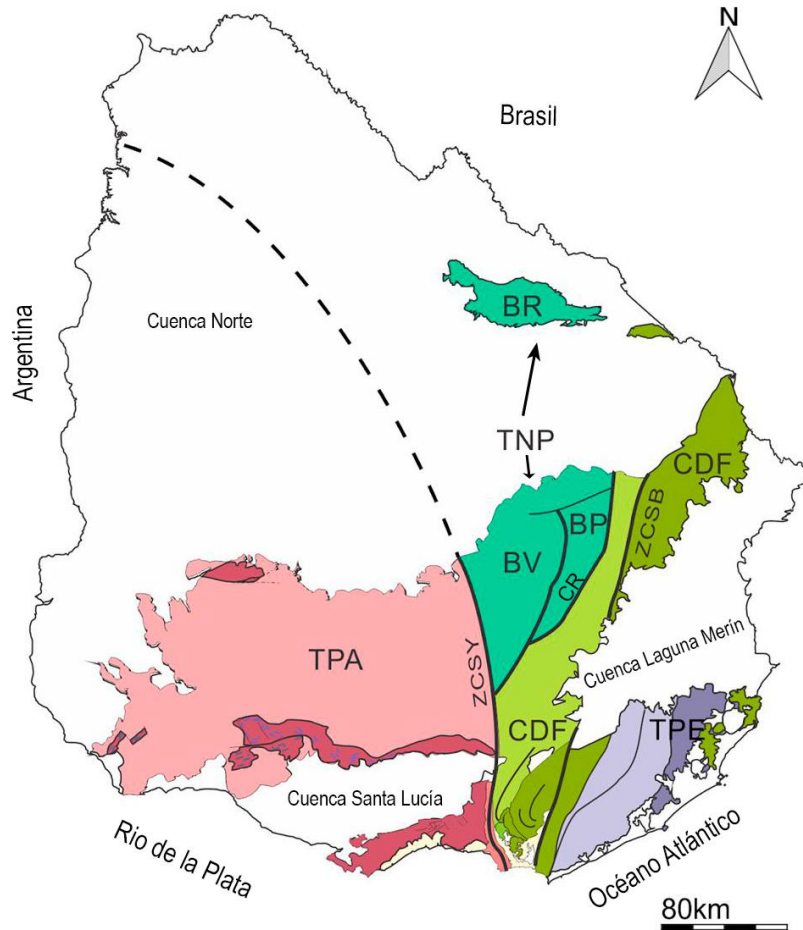 N
Brasil
Argentina
BR
Cuenca Norte
TNP
CDF
ZCSB
BP
BV
CR
TPA
ZCSY
Cuenca Laguna Merín
CDF
TPE
Cuenca Santa Lucía
Rio de la Plata
Océano Atlántico
80km